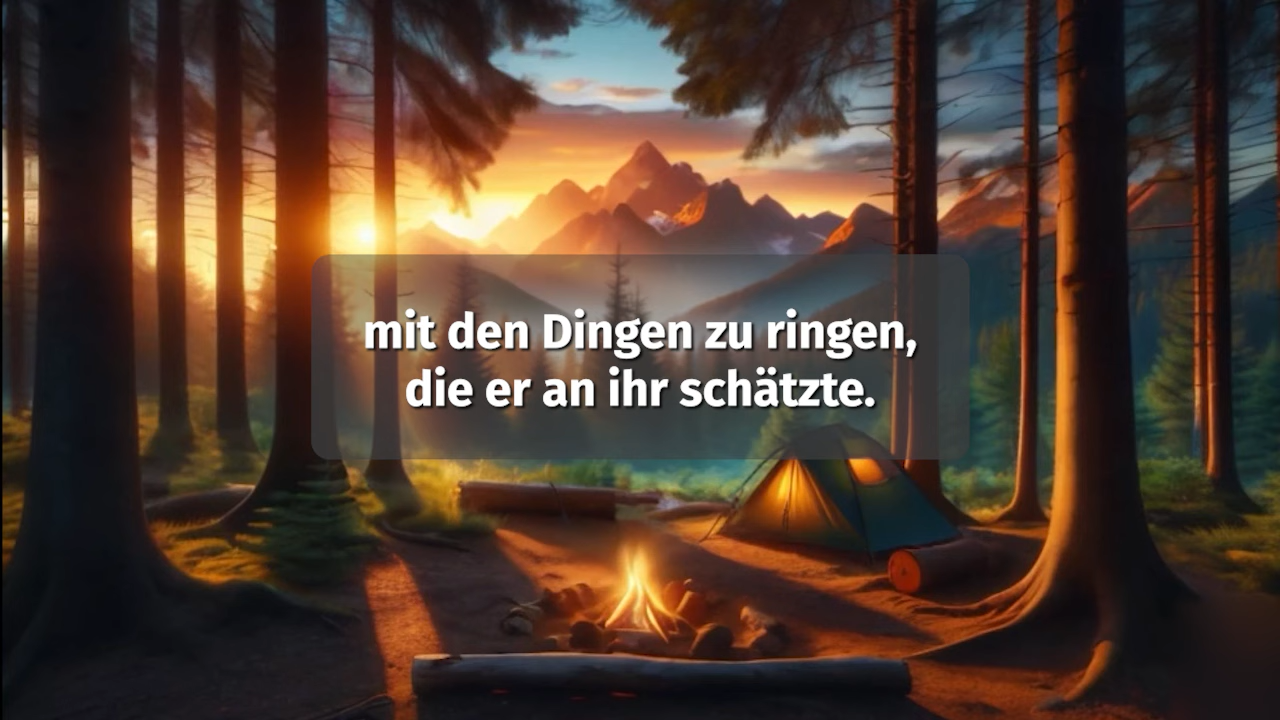 mit den Dingen zu ringen,
die er an ihr schätzte.